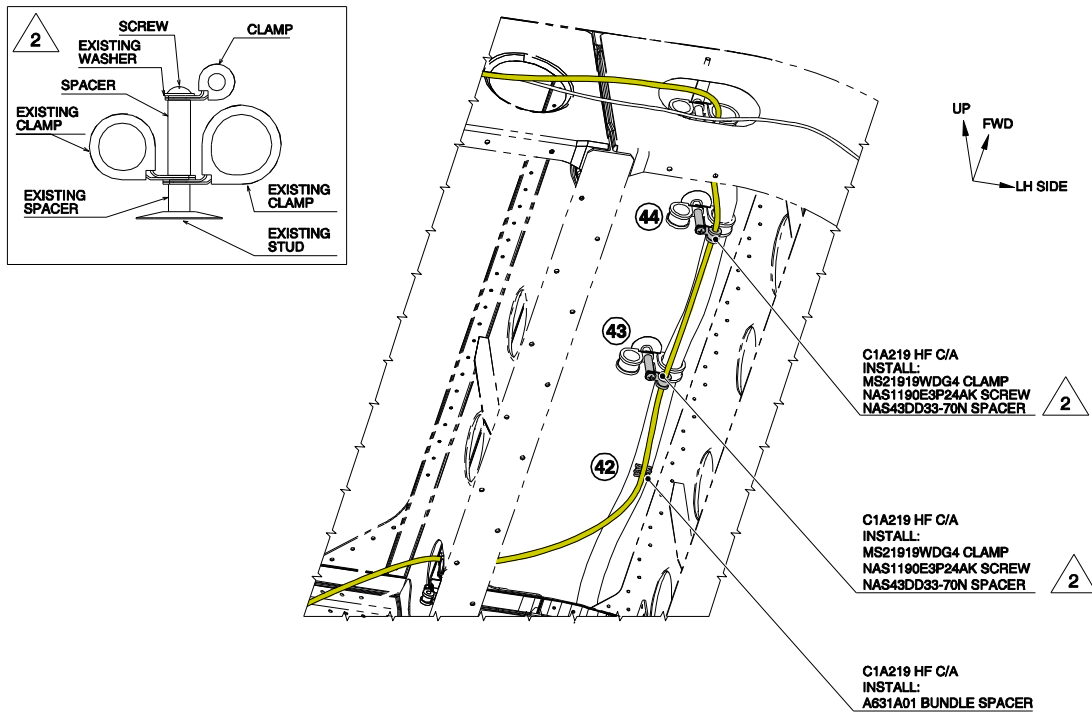 2
SCREW
CLAMP
EXISTING
WASHER
SPACER
EXISTING
CLAMP
EXISTING
SPACER
EXISTING
CLAMP
EXISTING
STUD
UP
FWD
LH SIDE
44
43
42
C1A219 HF C/A
INSTALL:
MS21919WDG4 CLAMP
NAS1190E3P24AK SCREW
NAS43DD33-70N SPACER
2
C1A219 HF C/A
INSTALL:
MS21919WDG4 CLAMP
NAS1190E3P24AK SCREW
NAS43DD33-70N SPACER
2
C1A219 HF C/A
INSTALL:
A631A01 BUNDLE SPACER